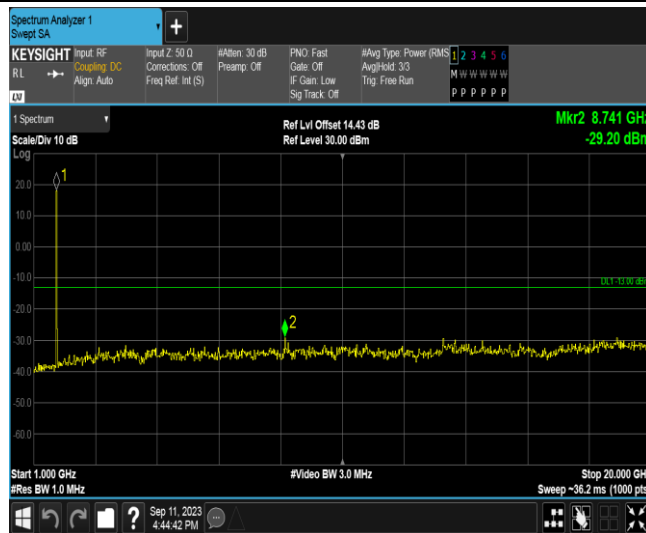 Spectrum Analyzer 1
Swept SA
+
KEYSIGHT
RL
LXI
Input: RF
Coupling: DC
Align: Auto
Input Z: 50 Ω
Corrections: Off
Freq Ref: Int (S)
#Atten: 30 dB
Preamp: Off
PNO: Fast
Gate: Off
IF Gain: Low
Sig Track: Off
#Avg Type: Power (RMS
Avg|Hold: 3/3
Trig: Free Run
1 2 3 4 5 6
M W W W W W
P P P P P P
1 Spectrum
Scale/Div 10 dB
Ref Lvl Offset 14.43 dB
Ref Level 30.00 dBm
Mkr2 8.741 GHz
-29.20 dBm
Log
1
20.0
10.0
0.00
-10.0
DL1 -13.00 dBm
2
-20.0
-30.0
-40.0
-50.0
-60.0
Start 1.000 GHz
#Video BW 3.0 MHz
Stop 20.000 GHz
#Res BW 1.0 MHz
Sweep ~36.2 ms (1000 pts
?
Sep 11, 2023
4:44:42 PM